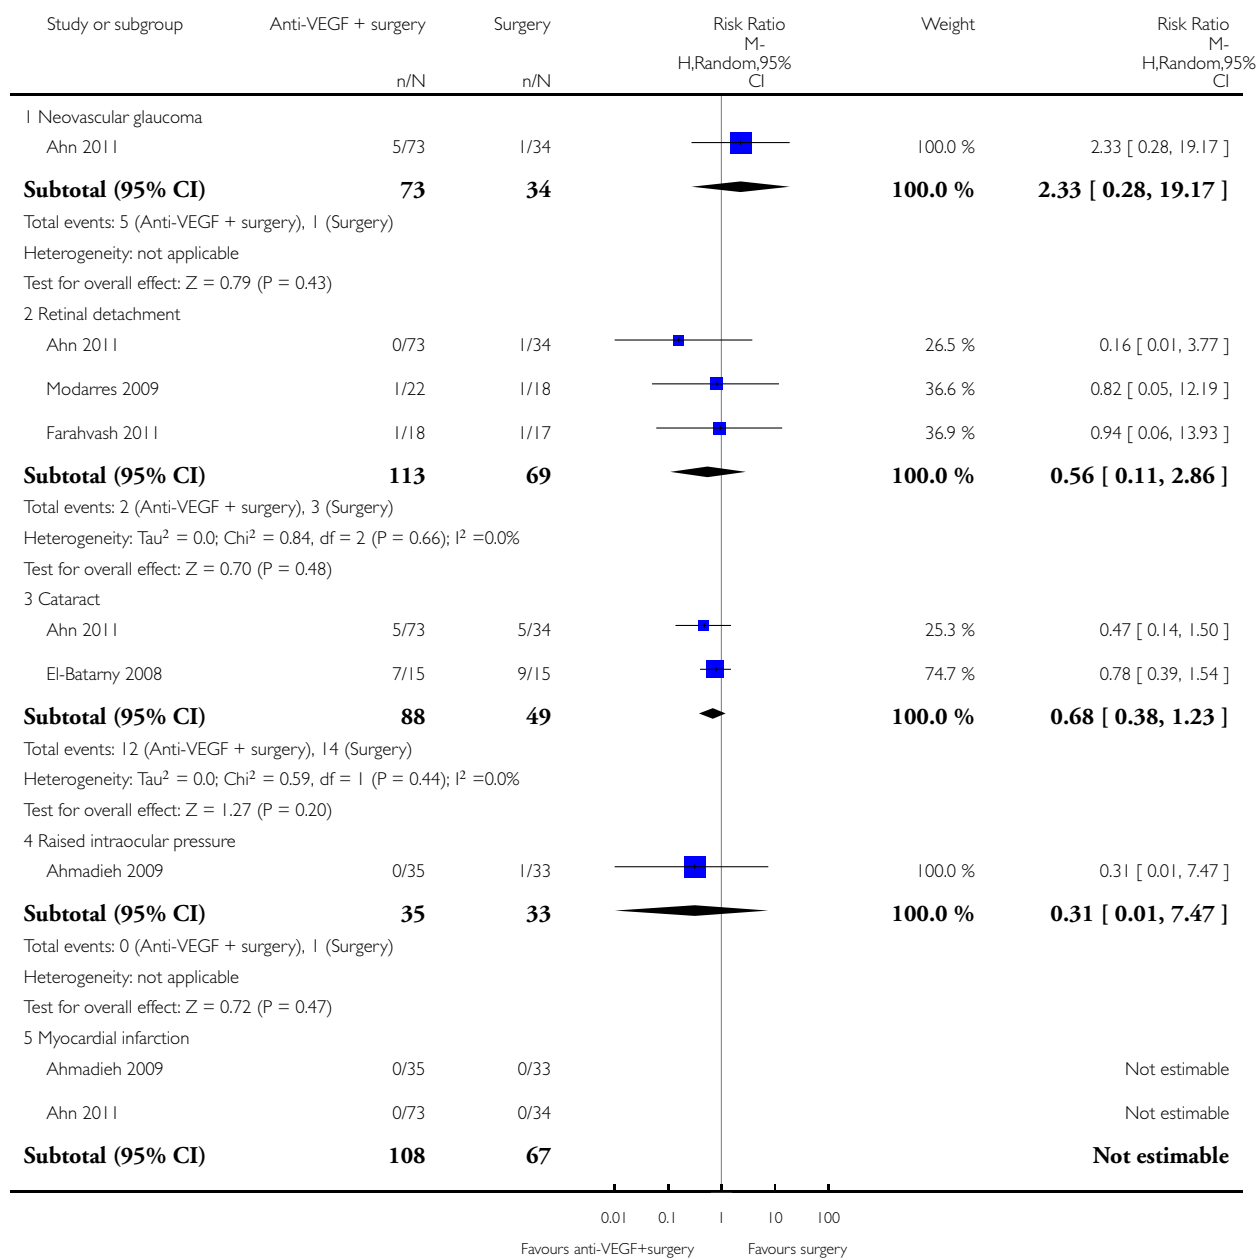 Study or subgroup Anti-VEGF + surgery Surgery Risk Ratio Weight Risk Ratio
M- M-
H,Random,95% H,Random,95%
n/N n/N CI CI
1 Neovascular glaucoma
Ahn 2011 5/73 1/34 100.0 % 2.33 [ 0.28, 19.17 ]
Subtotal (95% CI) 73 34 100.0 % 2.33 [ 0.28, 19.17 ]
Total events: 5 (Anti-VEGF + surgery), 1 (Surgery)
Heterogeneity: not applicable
Test for overall effect: Z = 0.79 (P = 0.43)
2 Retinal detachment
Ahn 2011 0/73 1/34 26.5 % 0.16 [ 0.01, 3.77 ]
Modarres 2009 1/22 1/18 36.6 % 0.82 [ 0.05, 12.19 ]
Farahvash 2011 1/18 1/17 36.9 % 0.94 [ 0.06, 13.93 ]
Subtotal (95% CI) 113 69 100.0 % 0.56 [ 0.11, 2.86 ]
Total events: 2 (Anti-VEGF + surgery), 3 (Surgery)
Heterogeneity: Tau² = 0.0; Chi² = 0.84, df = 2 (P = 0.66); I² =0.0%
Test for overall effect: Z = 0.70 (P = 0.48)
3 Cataract
Ahn 2011 5/73 5/34 25.3 % 0.47 [ 0.14, 1.50 ]
El-Batarny 2008 7/15 9/15 74.7 % 0.78 [ 0.39, 1.54 ]
Subtotal (95% CI) 88 49 100.0 % 0.68 [ 0.38, 1.23 ]
Total events: 12 (Anti-VEGF + surgery), 14 (Surgery)
Heterogeneity: Tau² = 0.0; Chi² = 0.59, df = 1 (P = 0.44); I² =0.0%
Test for overall effect: Z = 1.27 (P = 0.20)
4 Raised intraocular pressure
Ahmadieh 2009 0/35 1/33 100.0 % 0.31 [ 0.01, 7.47 ]
Subtotal (95% CI) 35 33 100.0 % 0.31 [ 0.01, 7.47 ]
Total events: 0 (Anti-VEGF + surgery), 1 (Surgery)
Heterogeneity: not applicable
Test for overall effect: Z = 0.72 (P = 0.47)
5 Myocardial infarction
Ahmadieh 2009 0/35 0/33 Not estimable
Ahn 2011 0/73 0/34 Not estimable
Subtotal (95% CI) 108 67 Not estimable
0.01 0.1 1 10 100
Favours anti-VEGF+surgery Favours surgery